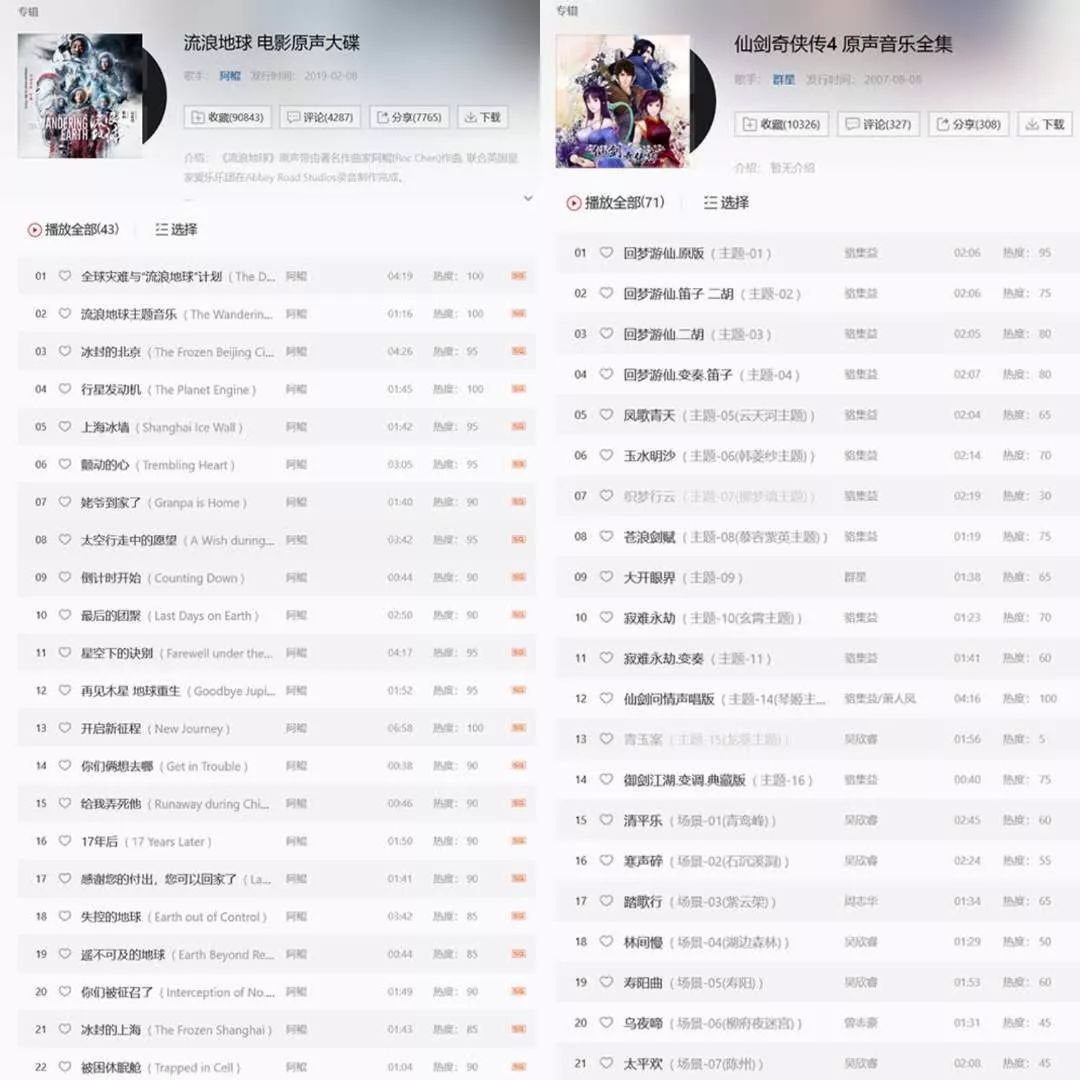 专辑
流浪地球 电影原声大碟
歌手： 阿鲲 发行时间： 2019-02-08
收藏(90843) 评论(4287) 分享(7765) 下载
介绍： 《流浪地球》原声带由著名作曲家阿鲲(Roc Chen)作曲, 联合英国皇
家爱乐乐团在Abbey Road Studios录音制作完成。
WANDERING
EARTH
播放全部(43) 选择
01 全球灾难与“流浪地球”计划 ( The D... 阿鲲 04:19 热度： 100 SQ
02 流浪地球主题音乐 ( The Wanderin... 阿鲲 01:16 热度： 100 SQ
03 冰封的北京 ( The Frozen Beijing Ci... 阿鲲 04:26 热度： 95 SQ
04 行星发动机 ( The Planet Engine ) 阿鲲 01:45 热度： 100 SQ
05 上海冰墙 ( Shanghai Ice Wall ) 阿鲲 01:42 热度： 95 SQ
06 颤动的心 ( Trembling Heart ) 阿鲲 03:05 热度： 95 SQ
07 姥爷到家了 ( Granpa is Home ) 阿鲲 01:40 热度： 90 SQ
08 太空行走中的愿望 ( A Wish during... 阿鲲 03:42 热度： 95 SQ
09 倒计时开始 ( Counting Down ) 阿鲲 00:44 热度： 90 SQ
10 最后的团聚 ( Last Days on Earth ) 阿鲲 02:50 热度： 90 SQ
11 星空下的诀别 ( Farewell under the... 阿鲲 04:17 热度： 95 SQ
12 再见木星 地球重生 ( Goodbye Jupi... 阿鲲 01:52 热度： 95 SQ
13 开启新征程 ( New Journey ) 阿鲲 06:58 热度： 100 SQ
14 你们俩想去哪 ( Get in Trouble ) 阿鲲 00:38 热度： 90 SQ
15 给我弄死他 ( Runaway during Chi... 阿鲲 00:46 热度： 90 SQ
16 17年后 ( 17 Years Later ) 阿鲲 01:50 热度： 90 SQ
17 感谢您的付出，您可以回家了 ( La... 阿鲲 01:41 热度： 90 SQ
18 失控的地球 ( Earth out of Control ) 阿鲲 03:42 热度： 85 SQ
19 遥不可及的地球 ( Earth Beyond Re... 阿鲲 00:44 热度： 85 SQ
20 你们被征召了 ( Interception of No... 阿鲲 01:49 热度： 90 SQ
21 冰封的上海 ( The Frozen Shanghai ) 阿鲲 01:43 热度： 85 SQ
22 被困休眠舱 ( Trapped in Cell ) 阿鲲 01:04 热度： 90 SQ
专辑
仙剑奇侠传4 原声音乐全集
歌手： 群星 发行时间： 2007-08-08
收藏(10326) 评论(327) 分享(308) 下载
介绍： 暂无介绍
播放全部(71) 选择
01 回梦游仙.原版 ( 主题-01 ) 骆集益 02:06 热度： 95
02 回梦游仙.笛子 二胡 ( 主题-02 ) 骆集益 02:06 热度： 75
03 回梦游仙.二胡 ( 主题-03 ) 骆集益 02:05 热度： 80
04 回梦游仙.变奏.笛子 ( 主题-04 ) 骆集益 02:07 热度： 80
05 凤歌青天 ( 主题-05(云天河主题) ) 骆集益 02:04 热度： 65
06 玉水明沙 ( 主题-06(韩菱纱主题) ) 骆集益 02:14 热度： 70
07 织梦行云 ( 主题-07(柳梦璃主题) ) 骆集益 02:19 热度： 30
08 苍浪剑赋 ( 主题-08(慕容紫英主题) ) 骆集益 01:19 热度： 75
09 大开眼界 ( 主题-09 ) 群星 01:38 热度： 65
10 寂难永劫 ( 主题-10(玄霄主题) ) 骆集益 01:23 热度： 70
11 寂难永劫.变奏 ( 主题-11 ) 骆集益 01:41 热度： 60
12 仙剑问情声唱版 ( 主题-14(琴姬主... 骆集益/萧人凤 04:16 热度： 100
13 青玉案 ( 主题-15(龙葵主题) ) 吴欣睿 01:56 热度： 5
14 御剑江湖.变调.典藏版 ( 主题-16 ) 骆集益 00:40 热度： 75
15 清平乐 ( 场景-01(青鸾峰) ) 吴欣睿 02:45 热度： 60
16 寒声碎 ( 场景-02(石沉溪洞) ) 吴欣睿 02:24 热度： 55
17 踏歌行 ( 场景-03(紫云架) ) 周志华 01:34 热度： 65
18 林间慢 ( 场景-04(湖边森林) ) 吴欣睿 01:29 热度： 50
19 寿阳曲 ( 场景-05(寿阳) ) 吴欣睿 01:53 热度： 60
20 乌夜啼 ( 场景-06(柳府夜迷宫) ) 曾志豪 01:31 热度： 45
21 太平欢 ( 场景-07(陈州) ) 吴欣睿 02:08 热度： 45